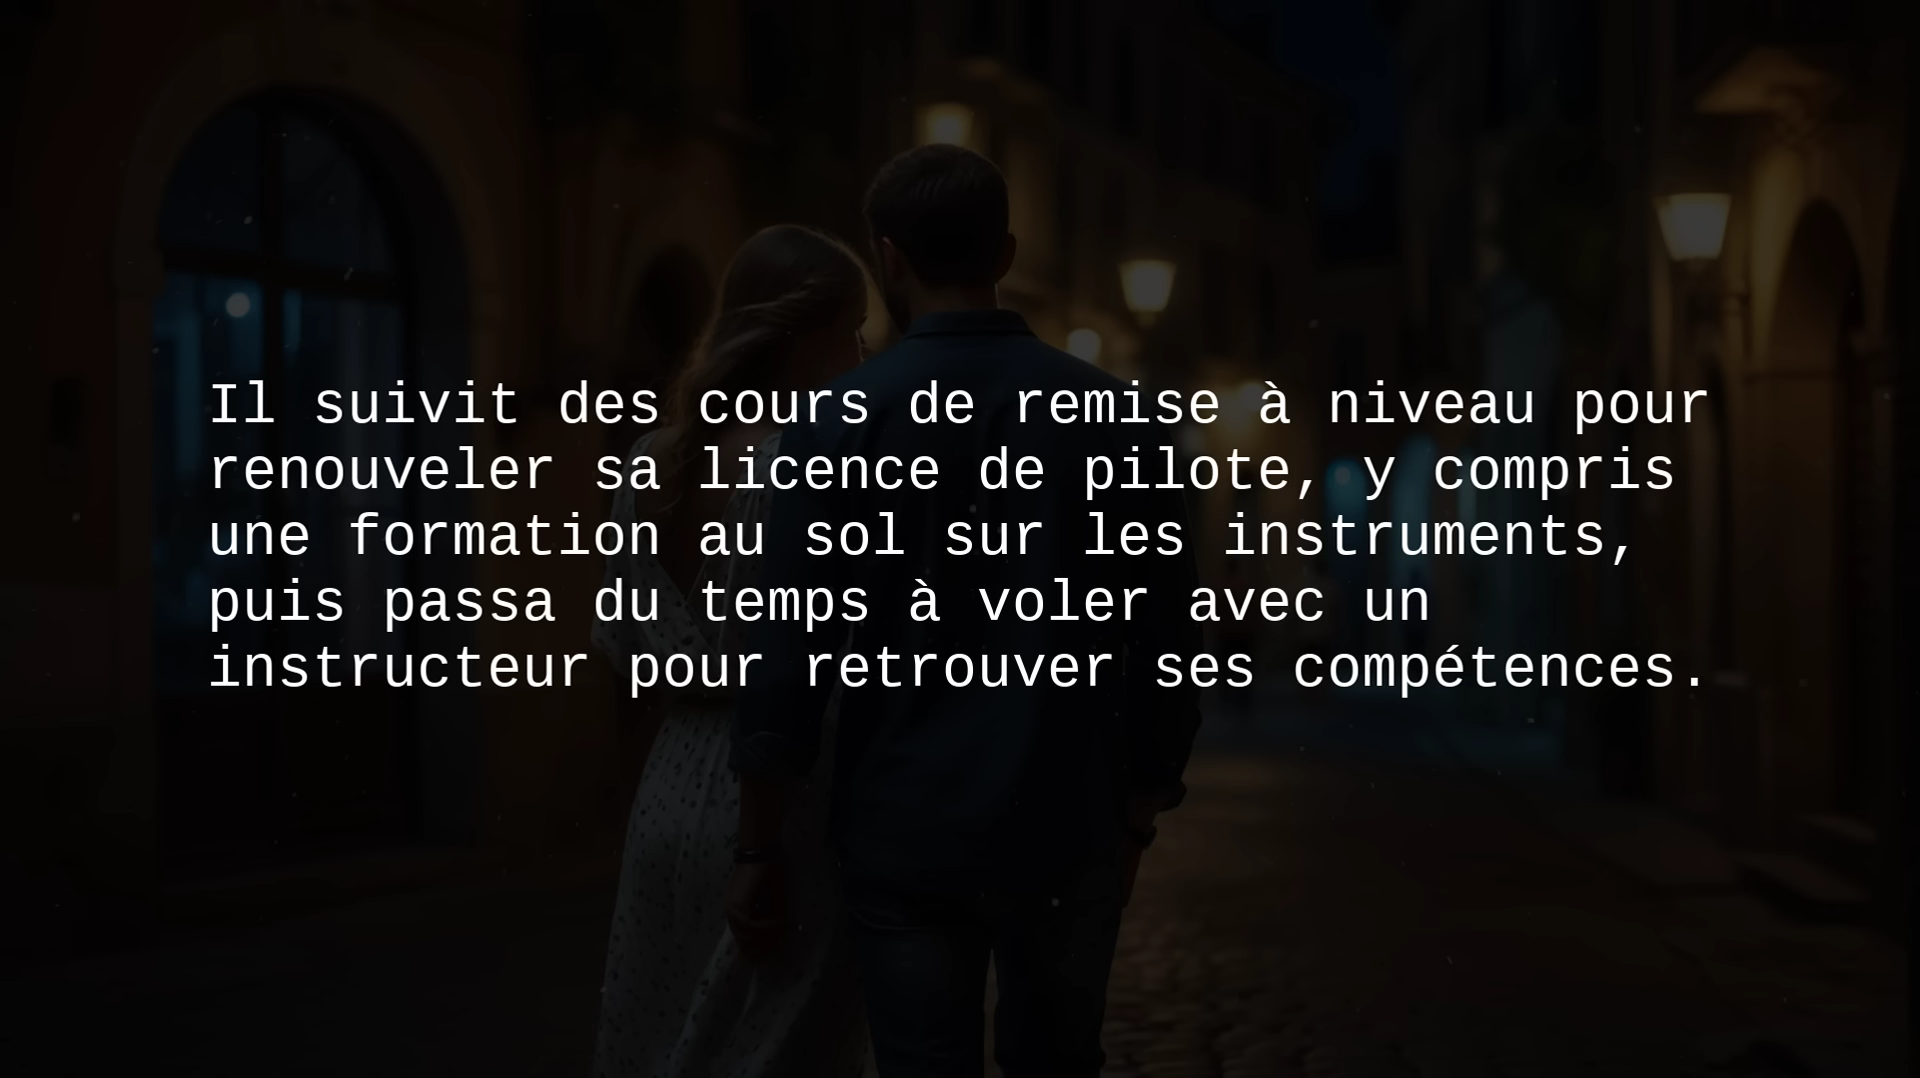 Il suivit des cours de remise à niveau pour
renouveler sa licence de pilote, y compris
une formation au sol sur les instruments,
puis passa du temps à voler avec un
instructeur pour retrouver ses compétences.